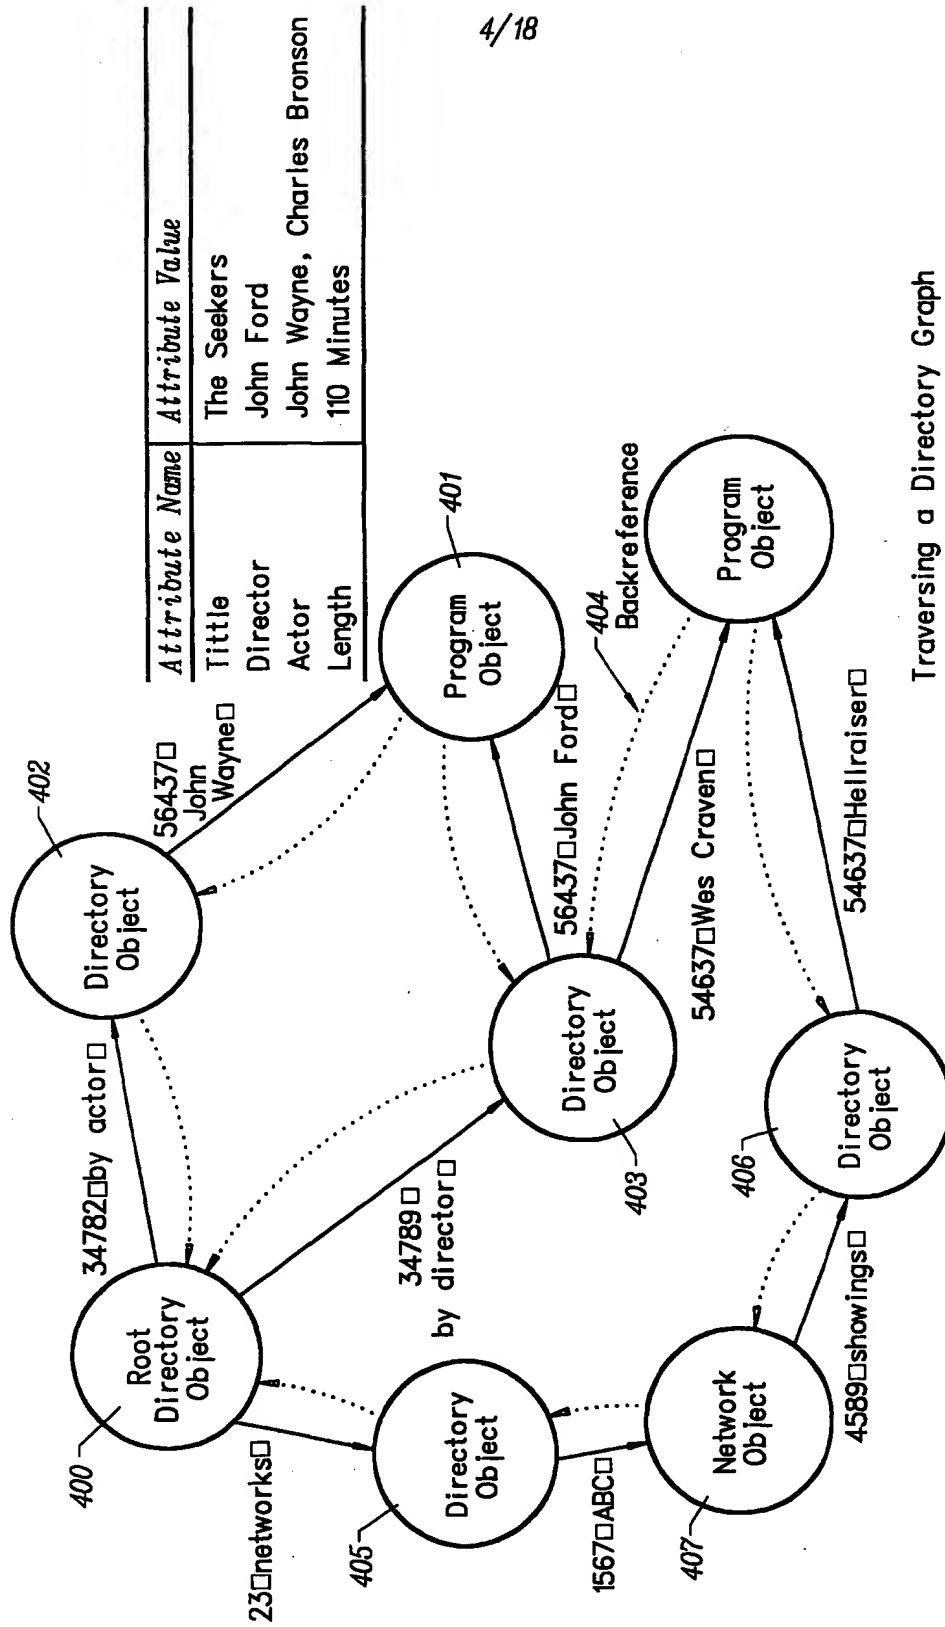 4/18
Attribute Name Attribute Value
Tittle The Seekers
Director John Ford
Actor John Wayne, Charles Bronson
Length 110 Minutes
400
Root
Directory
Object
34782□by actor□
402
Directory
Object
56437□
John
Wayne□
401
Program
Object
23□networks□
34789□
by director□
403
Directory
Object
56437□John Ford□
404
Backreference
405
Directory
Object
54637□Wes Craven□
Program
Object
1567□ABC□
407
Network
Object
4589□showings□
406
Directory
Object
54637□Hellraiser□
Traversing a Directory Graph